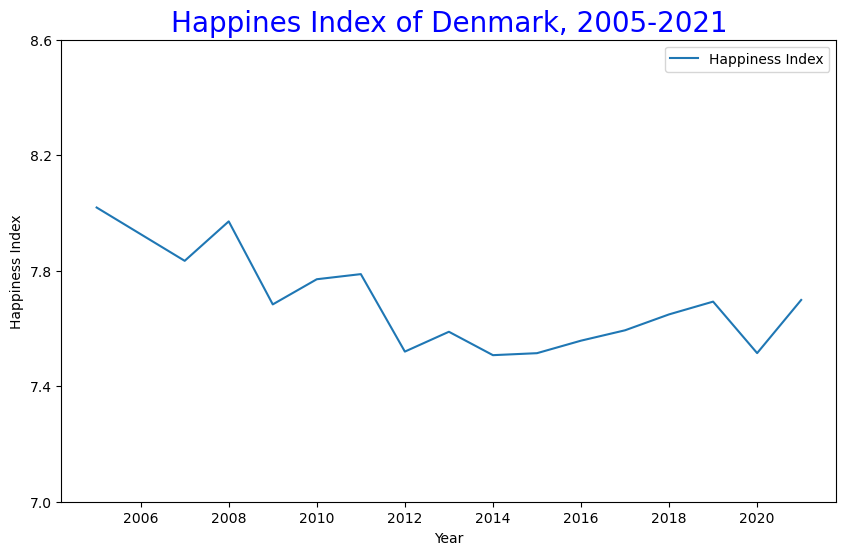 Happines Index of Denmark, 2005-2021
Happiness Index
8.6
8.2
7.8
7.4
7.0
Happiness Index
2006 2008 2010 2012 2014 2016 2018 2020
Year